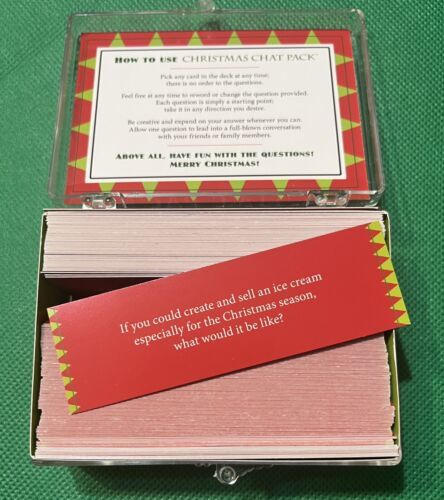 HOW TO USE CHRISTMAS CHAT PACK™
Pick any card in the deck at any time;
there is no order to the questions.
Feel free at any time to reword or change the question provided.
Each question is simply a starting point;
take it in any direction you desire.
Be creative and expand on your answer whenever you can.
Allow one question to lead into a full-blown conversation
with your friends or family members.
ABOVE ALL, HAVE FUN WITH THE QUESTIONS!
MERRY CHRISTMAS!
If you could create and sell an ice cream
especially for the Christmas season,
what would it be like?